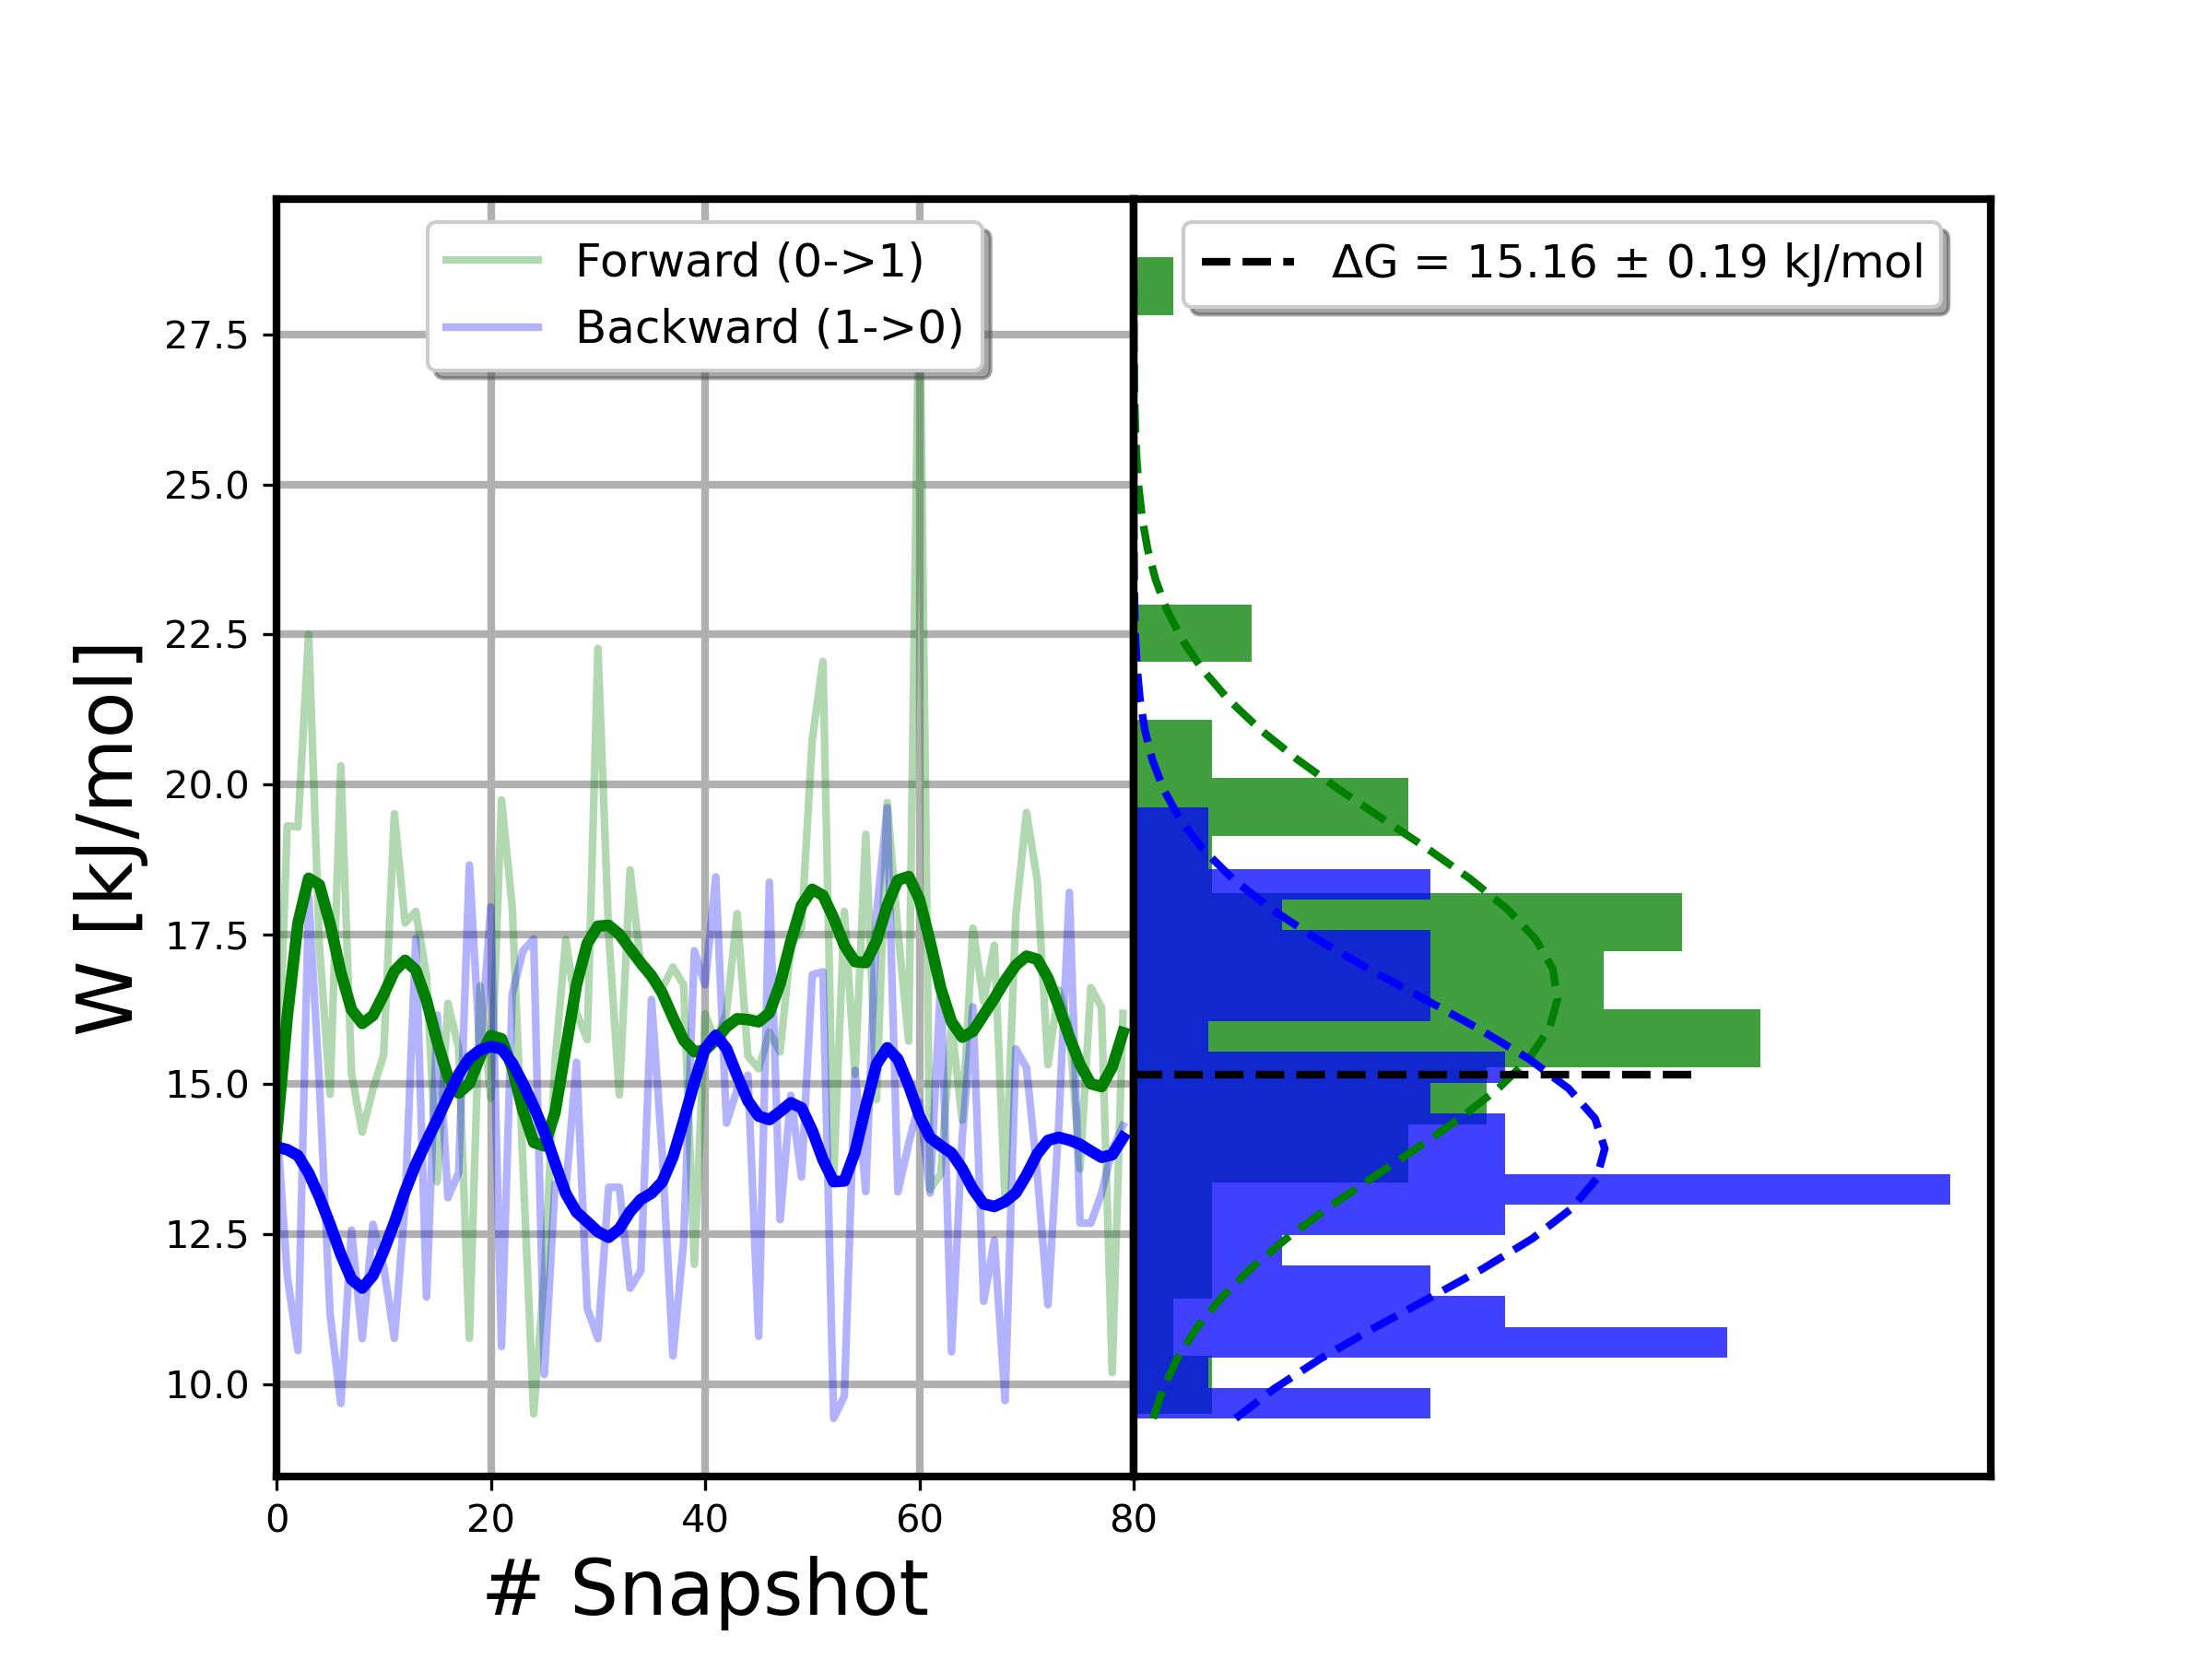 Forward (0->1)
Backward (1->0)
ΔG = 15.16 ± 0.19 kJ/mol
W [kJ/mol]
27.5
25.0
22.5
20.0
17.5
15.0
12.5
10.0
0 20 40 60 80
# Snapshot